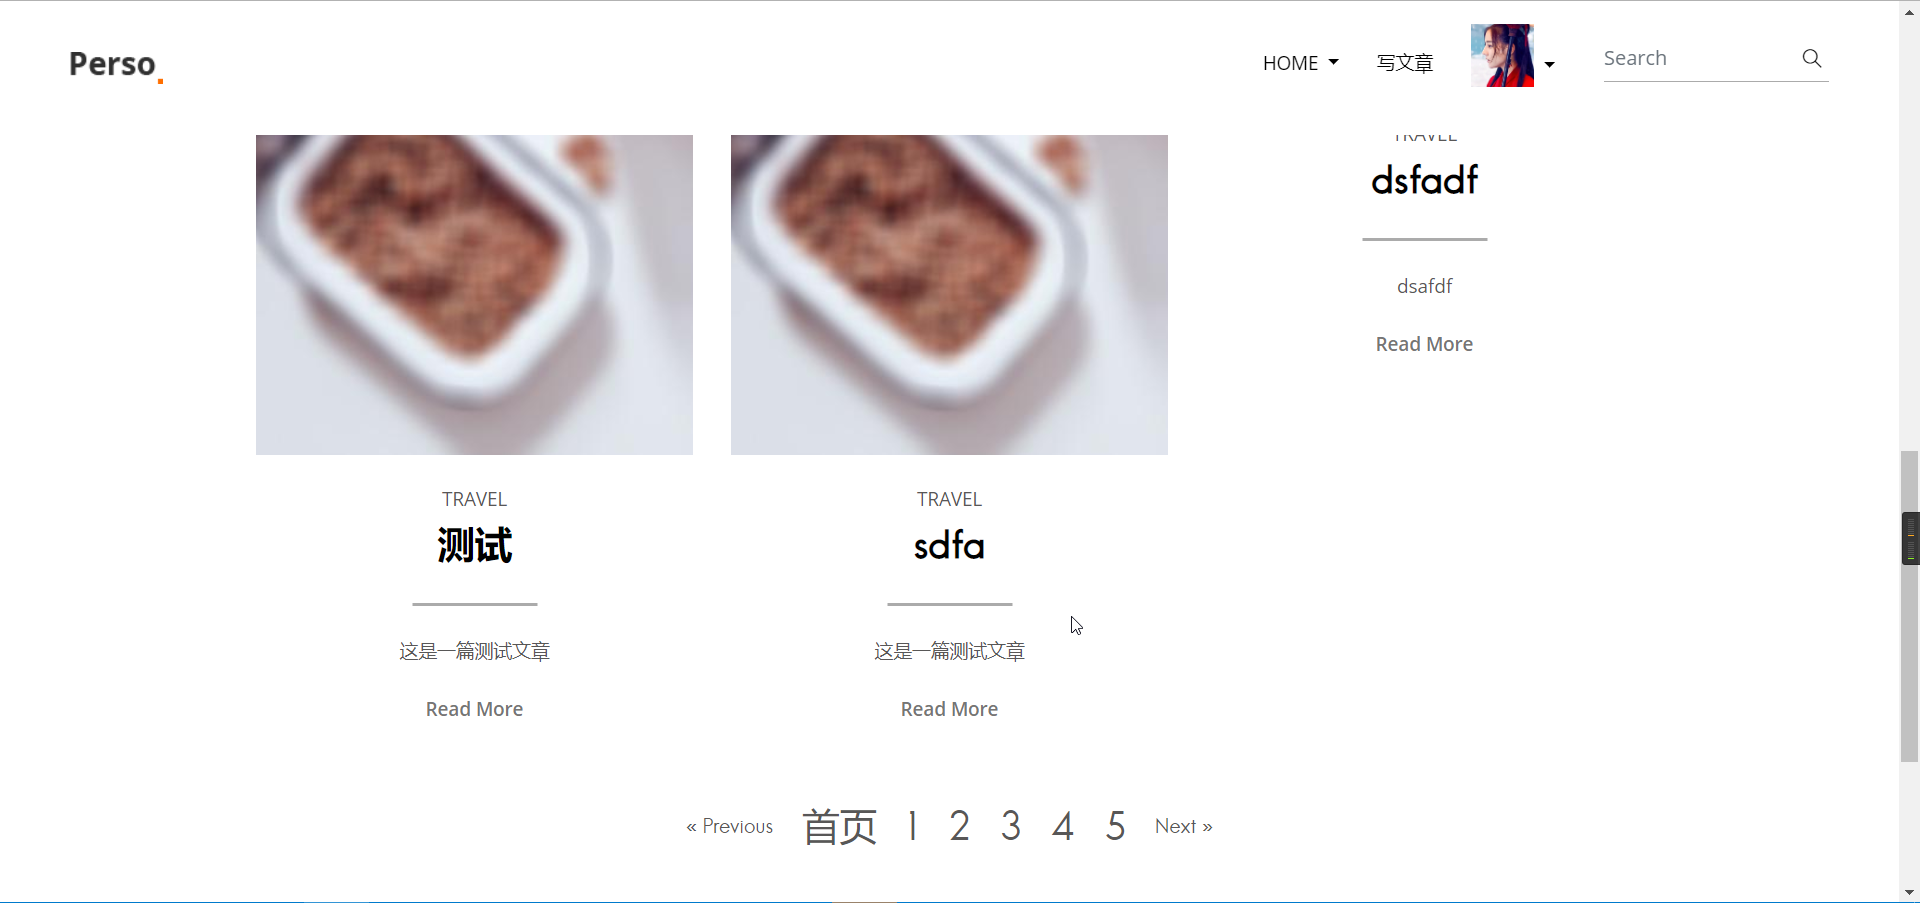 Perso.
HOME
写文章
Search
TRAVEL
dsfadf
dsafdf
Read More
TRAVEL
测试
这是一篇测试文章
Read More
TRAVEL
sdfa
这是一篇测试文章
Read More
« Previous 首页 1 2 3 4 5 Next »